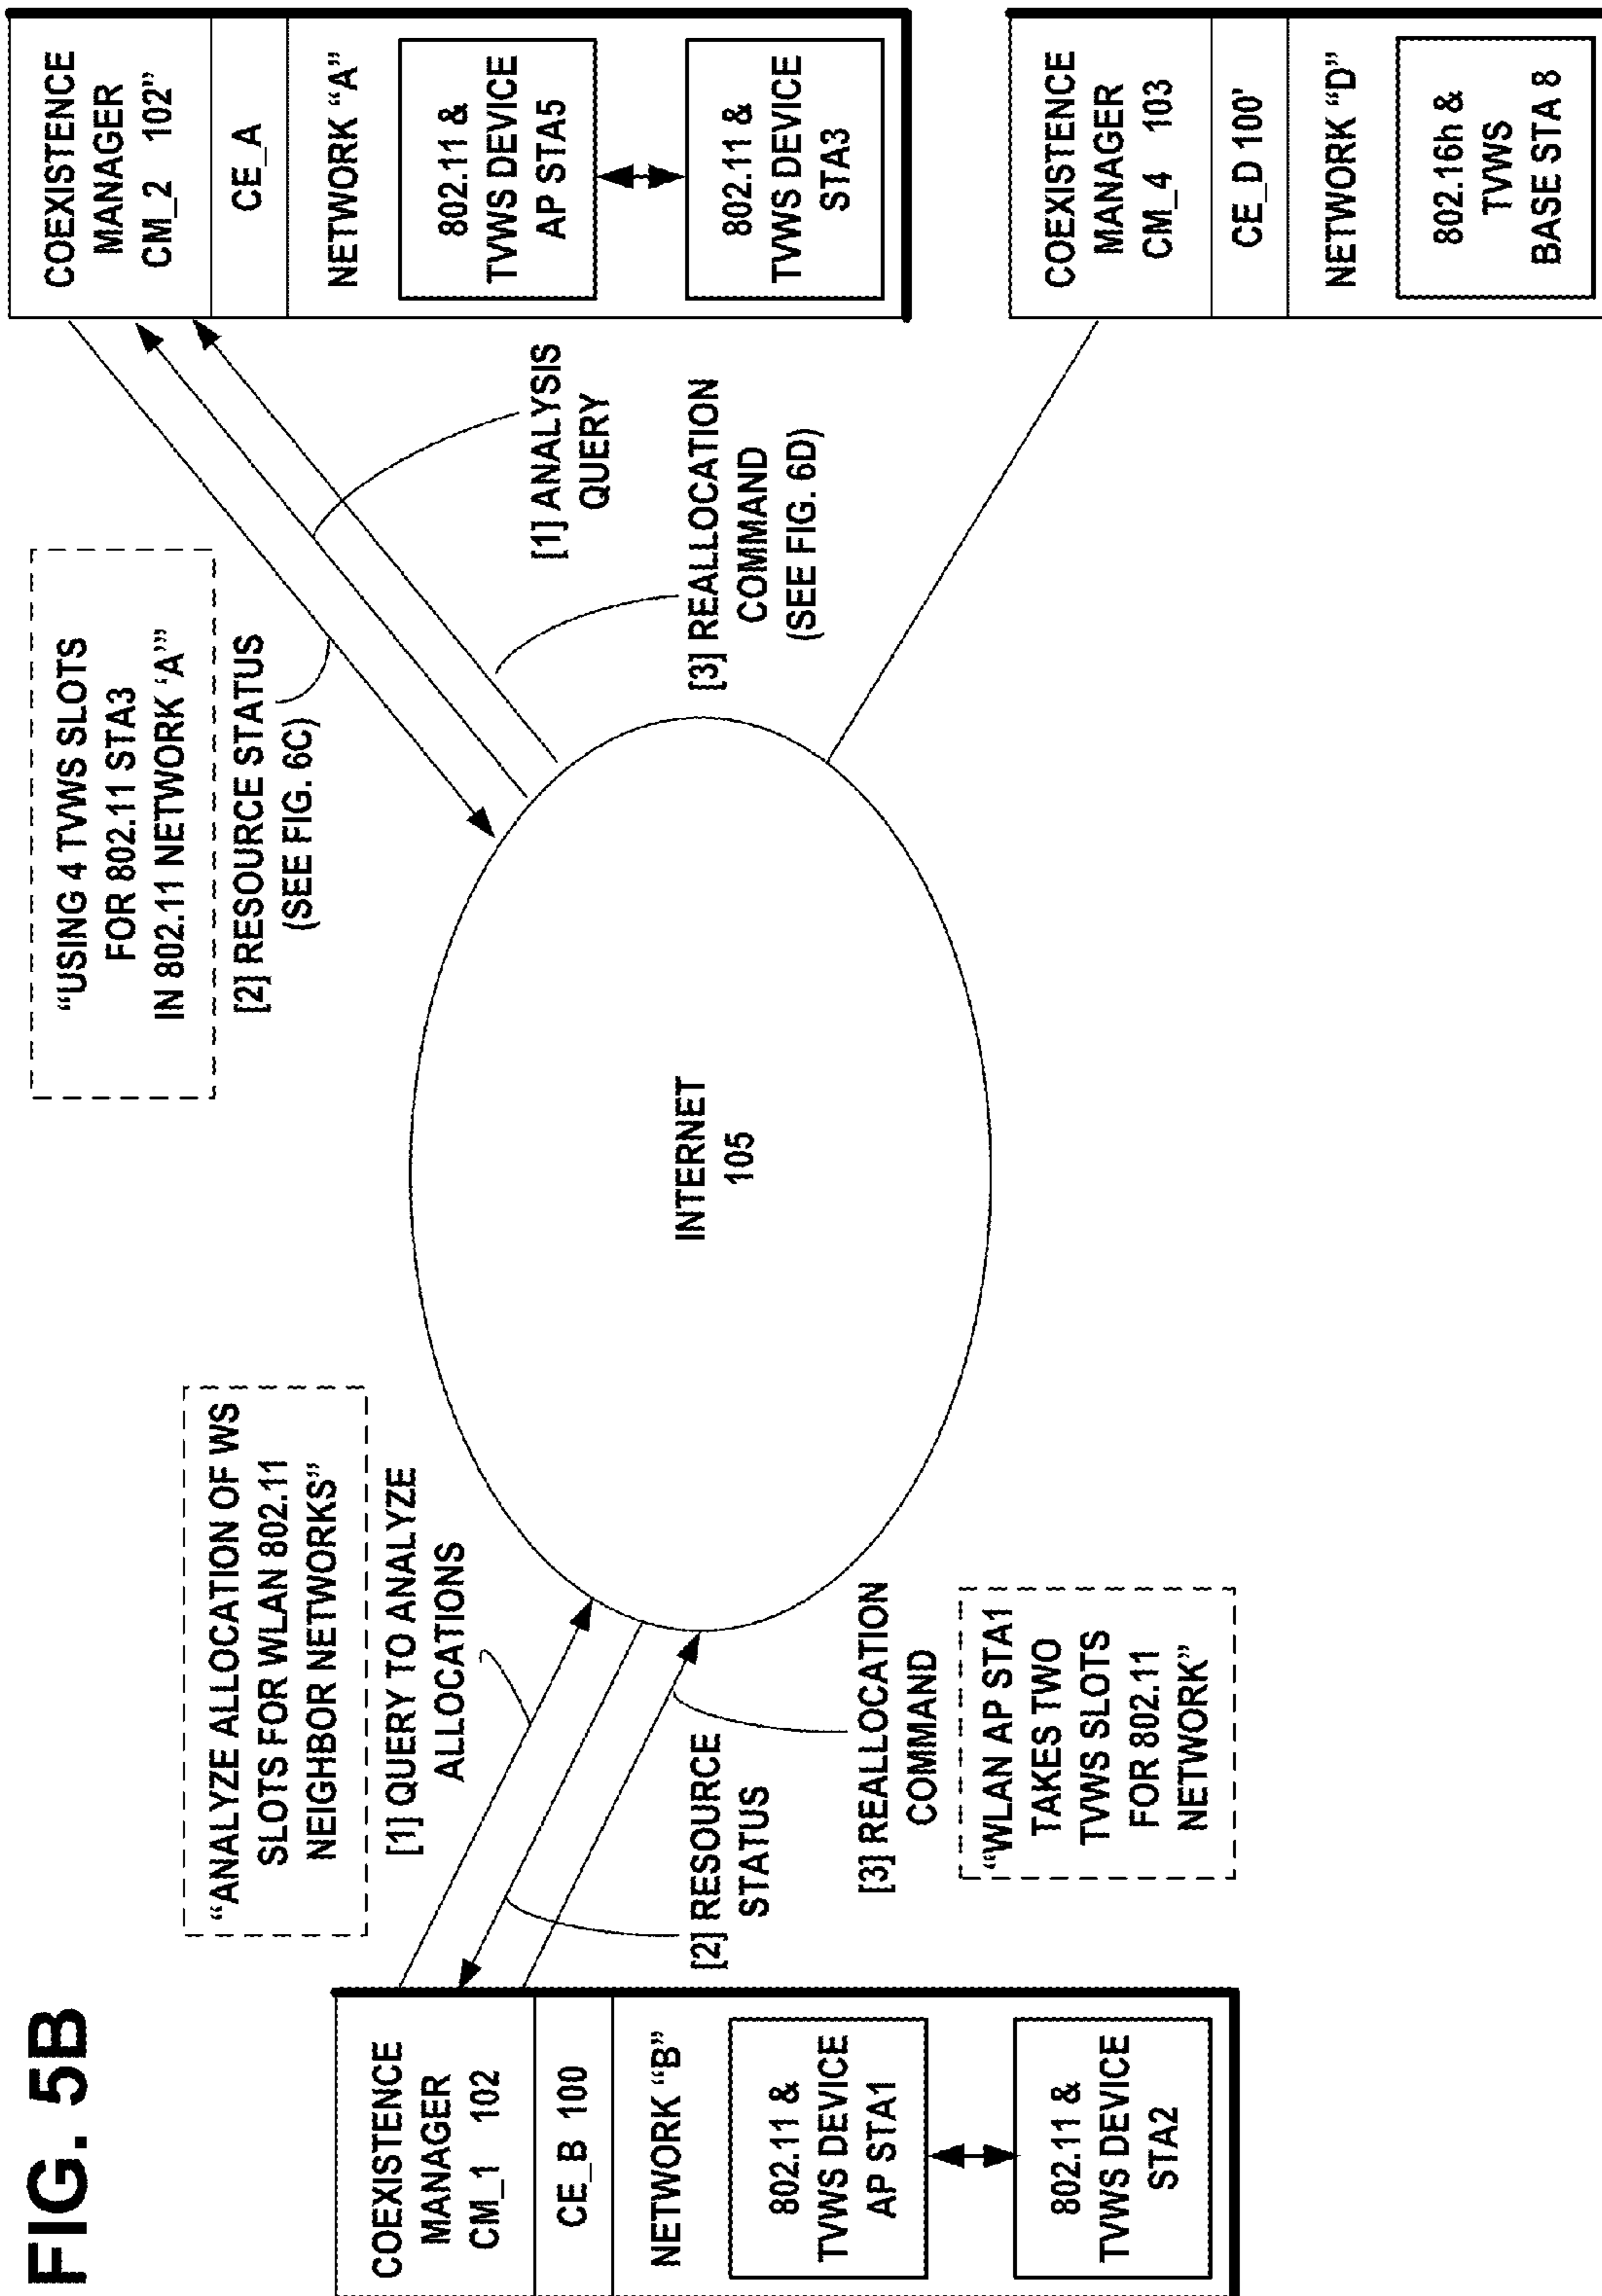 FIG. 5B
COEXISTENCE
MANAGER
CM_1 102
CE_B 100
NETWORK “B”
802.11 &
TVWS DEVICE
AP STA1
802.11 &
TVWS DEVICE
STA2
“ANALYZE ALLOCATION OF WS
SLOTS FOR WLAN 802.11
NEIGHBOR NETWORKS”
[1] QUERY TO ANALYZE
ALLOCATIONS
[2] RESOURCE
STATUS
[3] REALLOCATION
COMMAND
“WLAN AP STA1
TAKES TWO
TVWS SLOTS
FOR 802.11
NETWORK”
INTERNET
105
“USING 4 TVWS SLOTS
FOR 802.11 STA3
IN 802.11 NETWORK ‘A’”
[2] RESOURCE STATUS
(SEE FIG. 6C)
[1] ANALYSIS
QUERY
[3] REALLOCATION
COMMAND
(SEE FIG. 6D)
COEXISTENCE
MANAGER
CM_2 102”
CE_A
NETWORK “A”
802.11 &
TVWS DEVICE
AP STA5
802.11 &
TVWS DEVICE
STA3
COEXISTENCE
MANAGER
CM_4 103
CE_D 100'
NETWORK “D”
802.16h &
TVWS
BASE STA 8